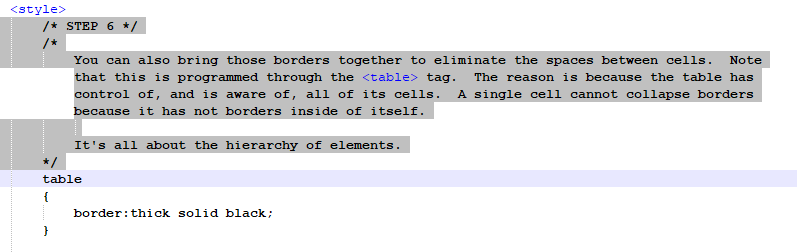 <style>
/* STEP 6 */
/*
You can also bring those borders together to eliminate the spaces between cells.  Note
that this is programmed through the <table> tag.  The reason is because the table has
control of, and is aware of, all of its cells.  A single cell cannot collapse borders
because it has not borders inside of itself.
It's all about the hierarchy of elements.
*/
table
{
border:thick solid black;
}